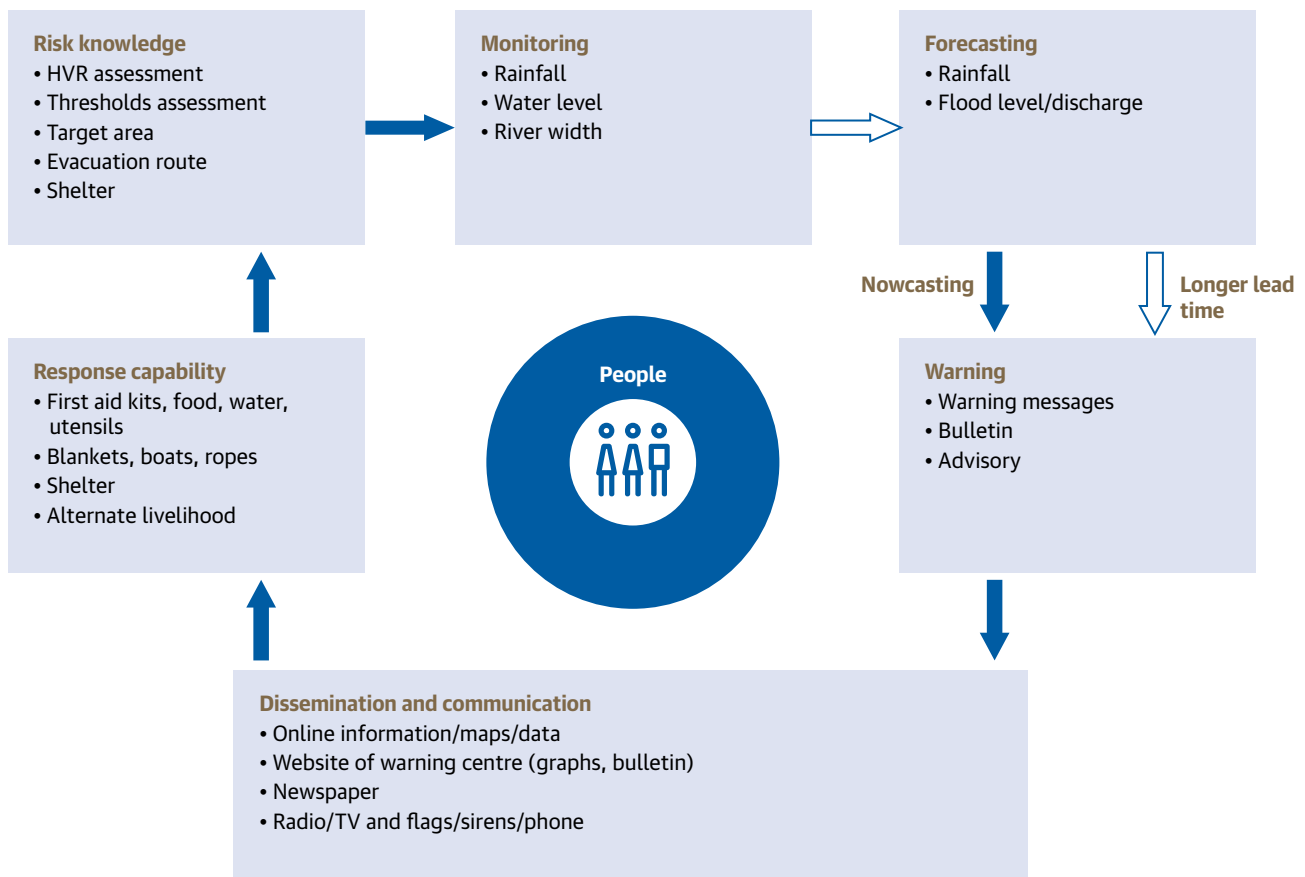 Risk knowledge
• HVR assessment
• Thresholds assessment
• Target area
• Evacuation route
• Shelter
Monitoring
• Rainfall
• Water level
• River width
Forecasting
• Rainfall
• Flood level/discharge
Nowcasting
Longer lead
time
Response capability
• First aid kits, food, water,
utensils
• Blankets, boats, ropes
• Shelter
• Alternate livelihood
People
Warning
• Warning messages
• Bulletin
• Advisory
Dissemination and communication
• Online information/maps/data
• Website of warning centre (graphs, bulletin)
• Newspaper
• Radio/TV and flags/sirens/phone